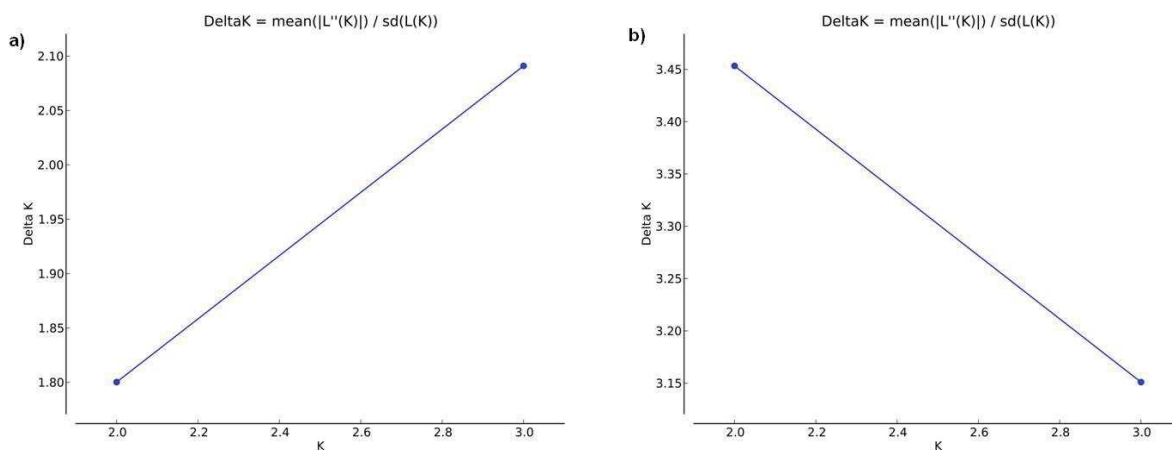 a)
DeltaK = mean(|L''(K)|) / sd(L(K))
2.10
2.05
2.00
1.95
1.90
1.85
1.80
Delta K
2.0 2.2 2.4 2.6 2.8 3.0
K
b)
DeltaK = mean(|L''(K)|) / sd(L(K))
3.45
3.40
3.35
3.30
3.25
3.20
3.15
Delta K
2.0 2.2 2.4 2.6 2.8 3.0
K